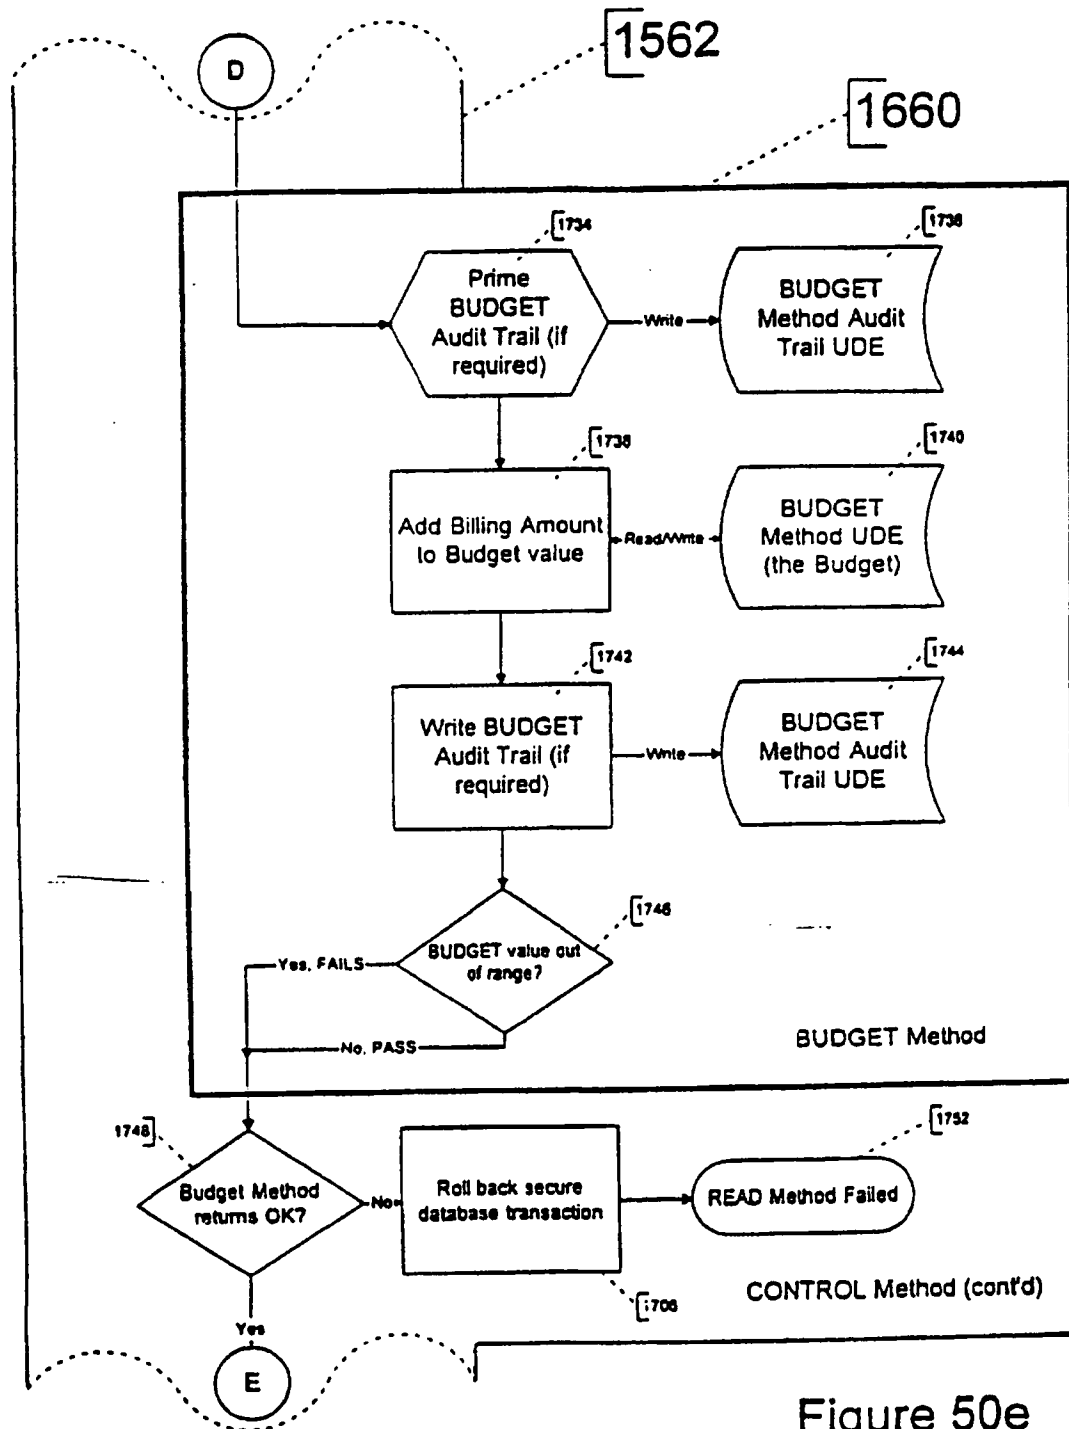 D
1562
1660
1734
Prime
BUDGET
Audit Trail (if
required)
Write
1736
BUDGET
Method Audit
Trail UDE
1738
Add Billing Amount
to Budget value
Read/Write
1740
BUDGET
Method UDE
(the Budget)
1742
Write BUDGET
Audit Trail (if
required)
Write
1744
BUDGET
Method Audit
Trail UDE
1746
BUDGET value out
of range?
Yes, FAILS
No, PASS
BUDGET Method
1748
Budget Method
returns OK?
No
Roll back secure
database transaction
1706
1752
READ Method Failed
CONTROL Method (cont'd)
Yes
E
Figure 50e